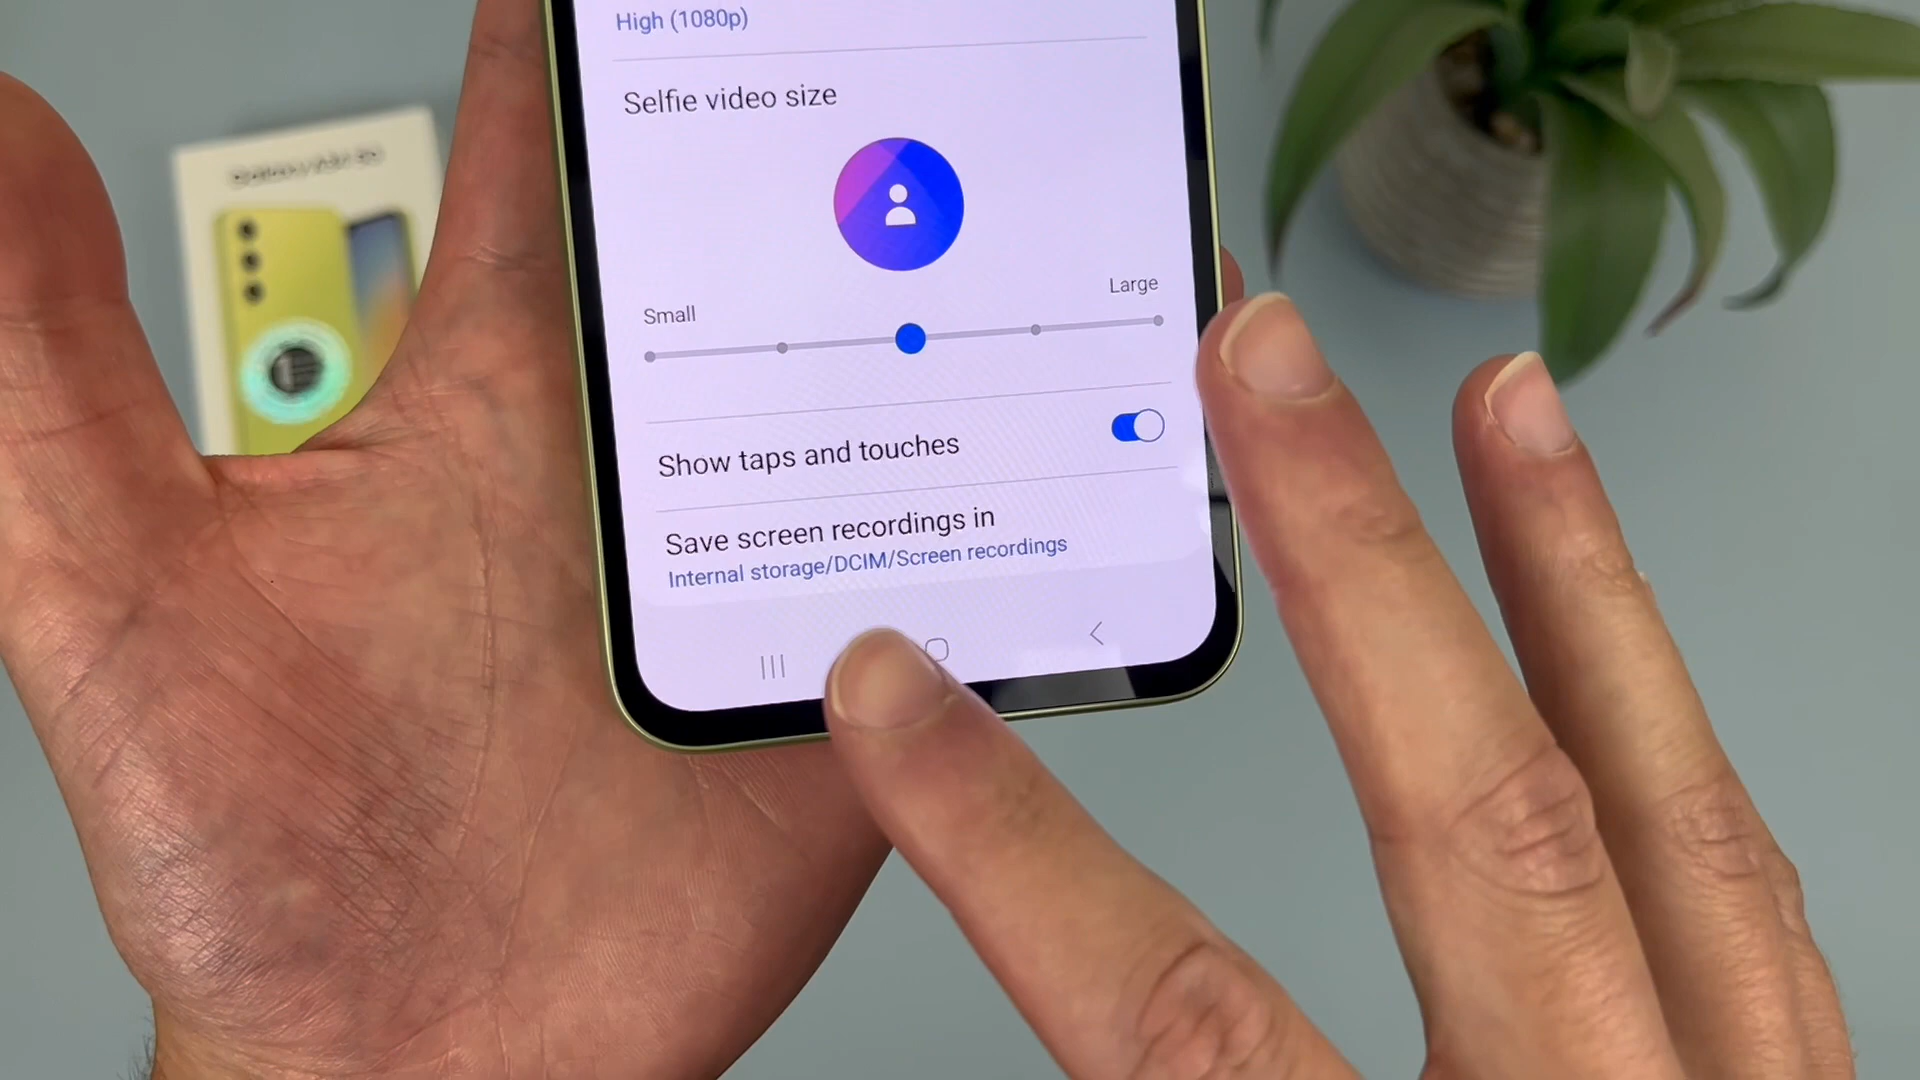 High (1080p)
Selfie video size
Small
Large
Show taps and touches
Save screen recordings in
Internal storage/DCIM/Screen recordings